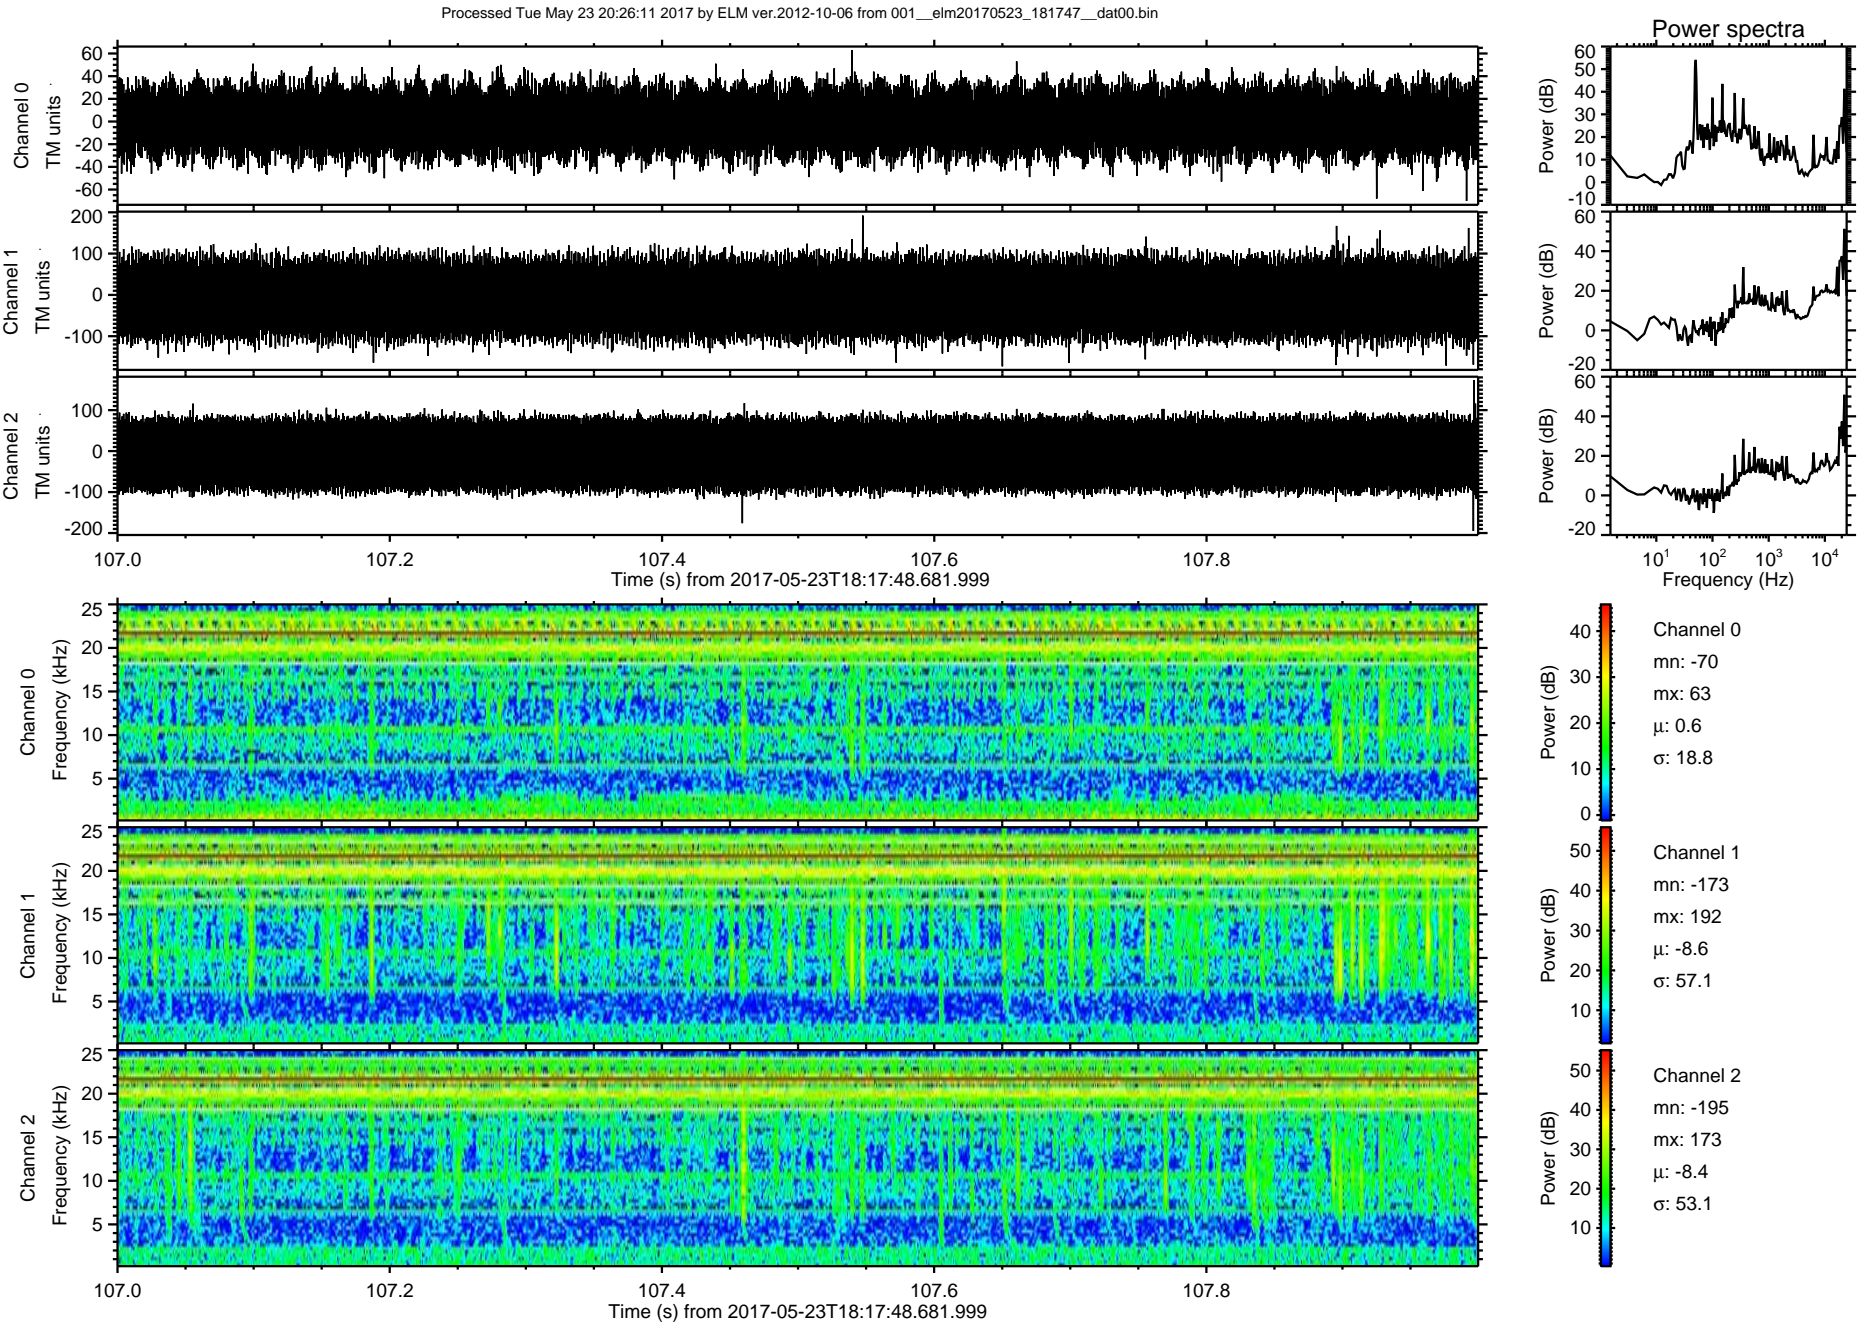 Processed Tue May 23 20:26:11 2017 by ELM ver.2012-10-06 from 001__elm20170523_181747__dat00.bin
Power spectra
Channel 0
TM units
60
40
20
0
-20
-40
-60
Power (dB)
60
50
40
30
20
10
0
-10
Channel 1
TM units
200
100
0
-100
Power (dB)
60
40
20
0
-20
Channel 2
TM units
100
0
-100
-200
Power (dB)
60
40
20
0
-20
107.0 107.2 107.4 107.6 107.8
Time (s) from 2017-05-23T18:17:48.681.999
10¹ 10² 10³ 10⁴
Frequency (Hz)
Channel 0
Frequency (kHz)
25
20
15
10
5
Power (dB)
40
30
20
10
0
Channel 0
mn: -70
mx: 63
μ: 0.6
σ: 18.8
Channel 1
Frequency (kHz)
25
20
15
10
5
Power (dB)
50
40
30
20
10
Channel 1
mn: -173
mx: 192
μ: -8.6
σ: 57.1
Channel 2
Frequency (kHz)
25
20
15
10
5
Power (dB)
50
40
30
20
10
Channel 2
mn: -195
mx: 173
μ: -8.4
σ: 53.1
107.0 107.2 107.4 107.6 107.8
Time (s) from 2017-05-23T18:17:48.681.999